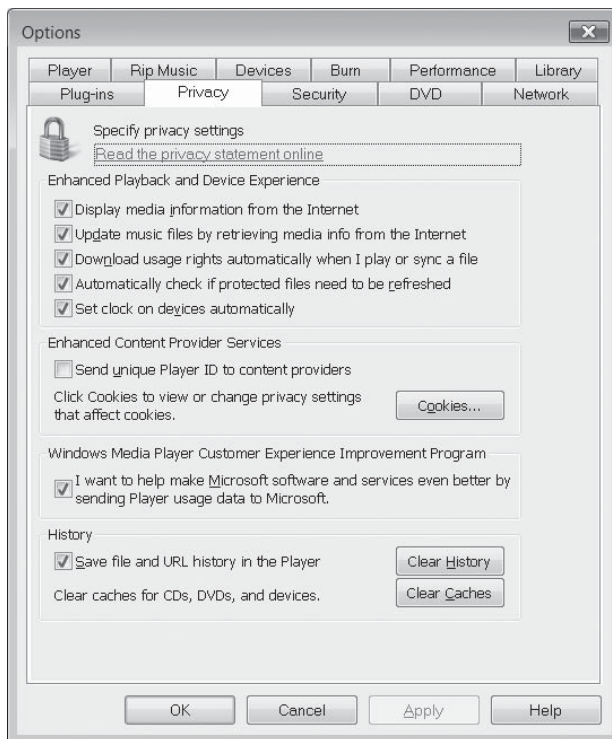 Options
Player Rip Music Devices Burn Performance Library
Plug-ins Privacy Security DVD Network
Specify privacy settings
Read the privacy statement online
Enhanced Playback and Device Experience
Display media information from the Internet
Update music files by retrieving media info from the Internet
Download usage rights automatically when I play or sync a file
Automatically check if protected files need to be refreshed
Set clock on devices automatically
Enhanced Content Provider Services
Send unique Player ID to content providers
Click Cookies to view or change privacy settings
that affect cookies.
Cookies...
Windows Media Player Customer Experience Improvement Program
I want to help make Microsoft software and services even better by
sending Player usage data to Microsoft.
History
Save file and URL history in the Player
Clear History
Clear caches for CDs, DVDs, and devices.
Clear Caches
OK Cancel Apply Help